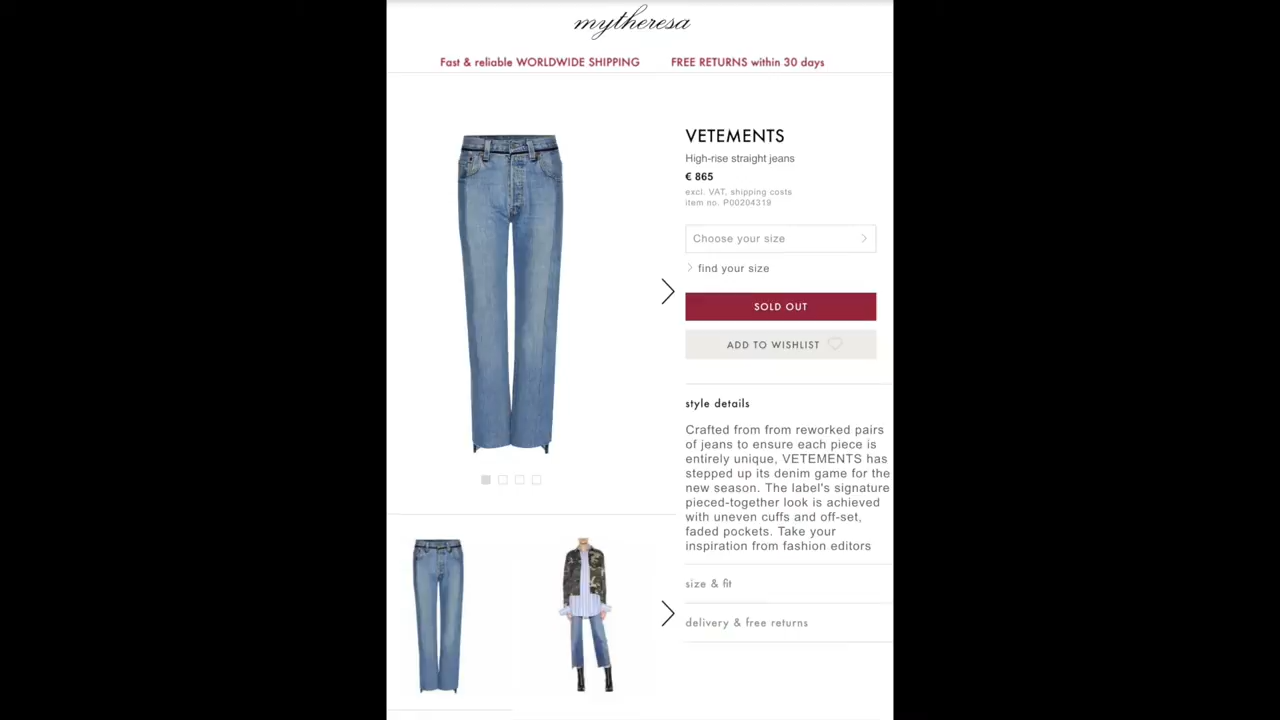 mytheresa
Fast & reliable WORLDWIDE SHIPPING
FREE RETURNS within 30 days
VETEMENTS
High-rise straight jeans
€ 865
excl. VAT, shipping costs
item no. P00204319
Choose your size
find your size
SOLD OUT
ADD TO WISHLIST
style details
Crafted from from reworked pairs
of jeans to ensure each piece is
entirely unique, VETEMENTS has
stepped up its denim game for the
new season. The label's signature
pieced-together look is achieved
with uneven cuffs and off-set,
faded pockets. Take your
inspiration from fashion editors
size & fit
delivery & free returns